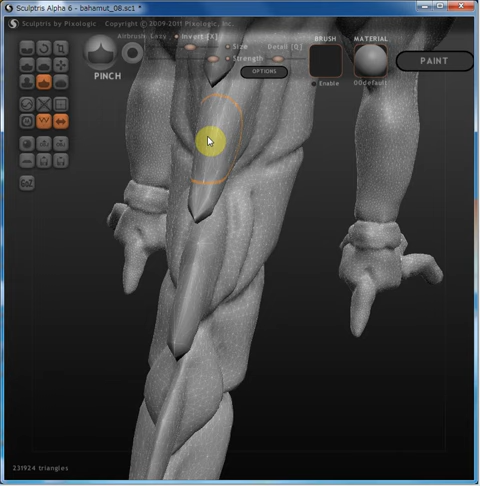 Sculptris Alpha 6 - bahamut_06.sc1 *
Sculptris by Pixologic Copyright © 2009-2011 Pixologic, Inc.
Airbrush Lazy Invert [X]
Size Detail [Q]
Strength
PINCH
OPTIONS
BRUSH
Enable
MATERIAL
00default
PAINT
231924 triangles